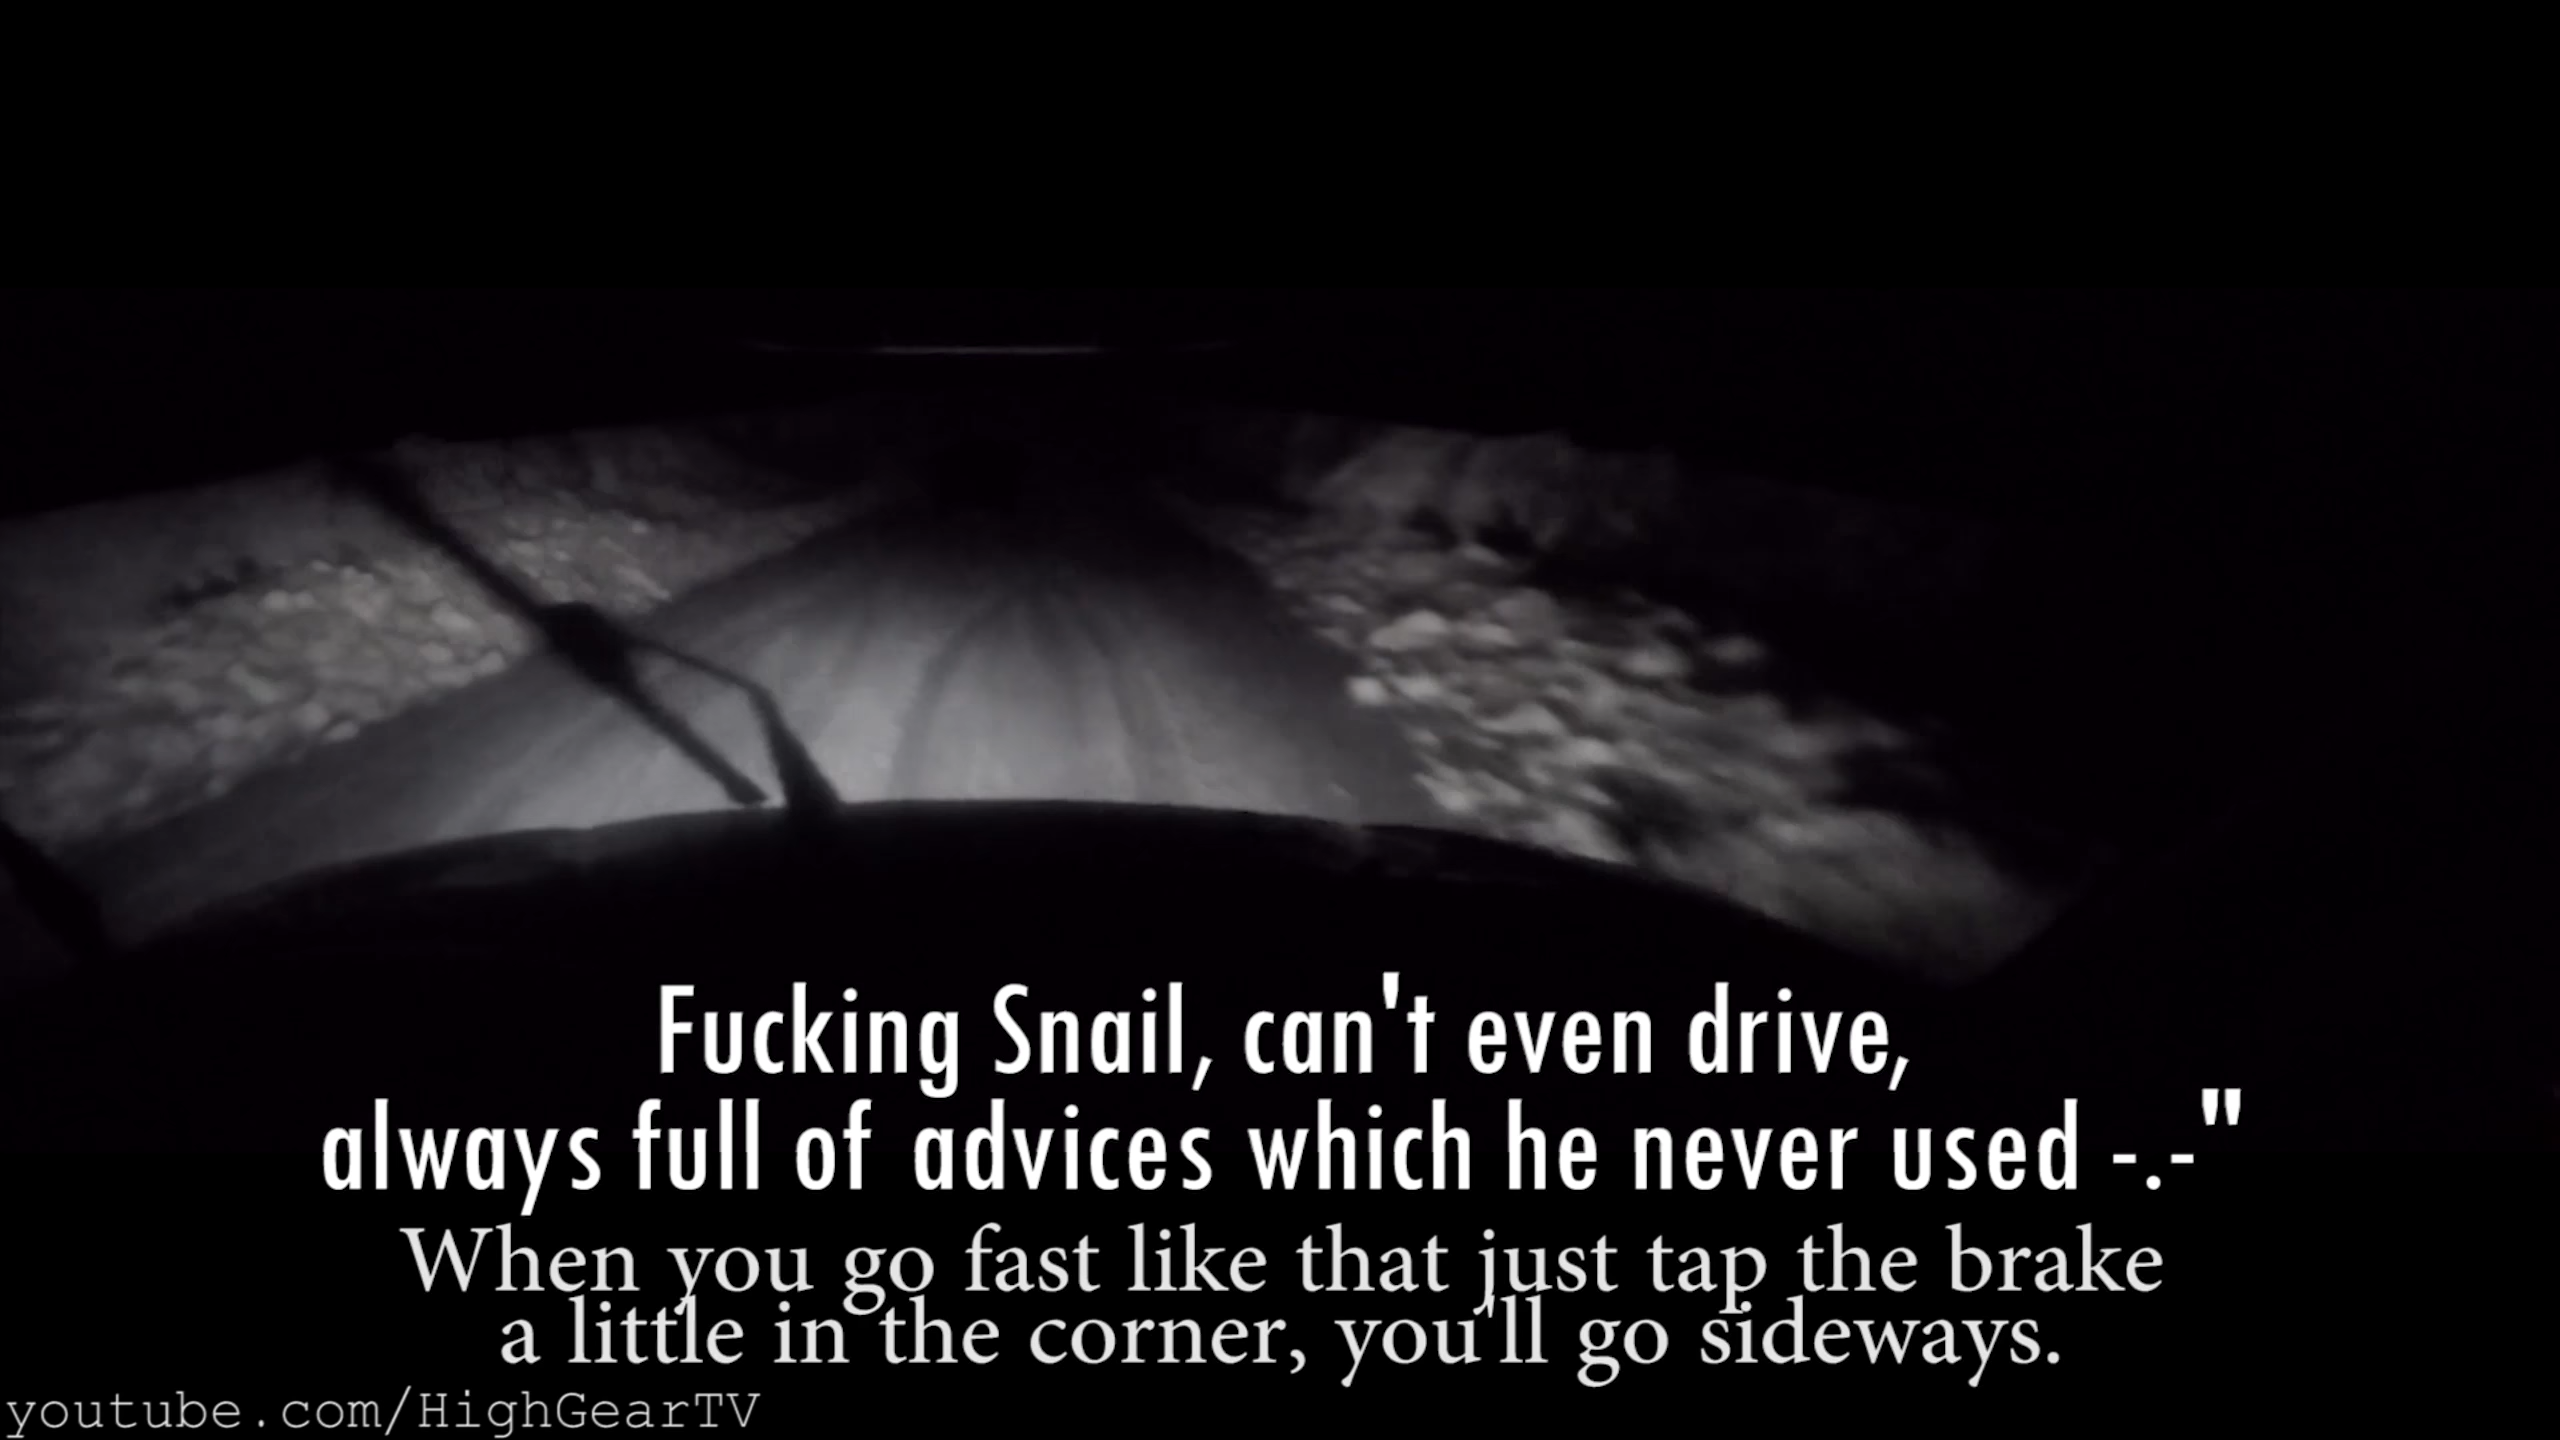 Fucking Snail, can't even drive,
always full of advices which he never used -.-"
When you go fast like that just tap the brake
a little in the corner, you'll go sideways.
youtube.com/HighGearTV